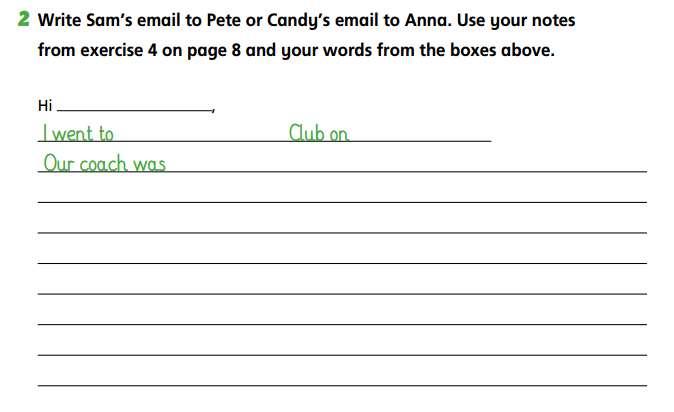 2 Write Sam's email to Pete or Candy's email to Anna. Use your notes
from exercise 4 on page 8 and your words from the boxes above.
Hi ,
I went to Club on
Our coach was